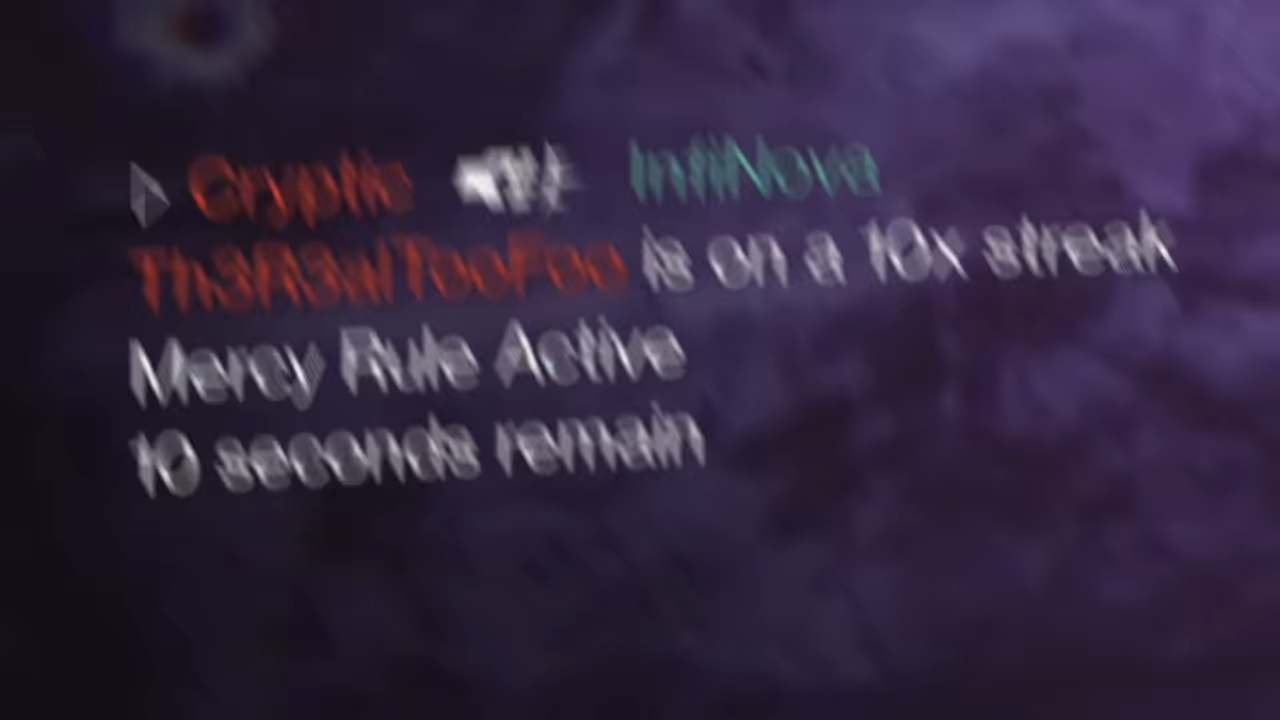 Cryptic InfiNova
Th3R3alTooFoo is on a 10x streak
Mercy Rule Active
10 seconds remain